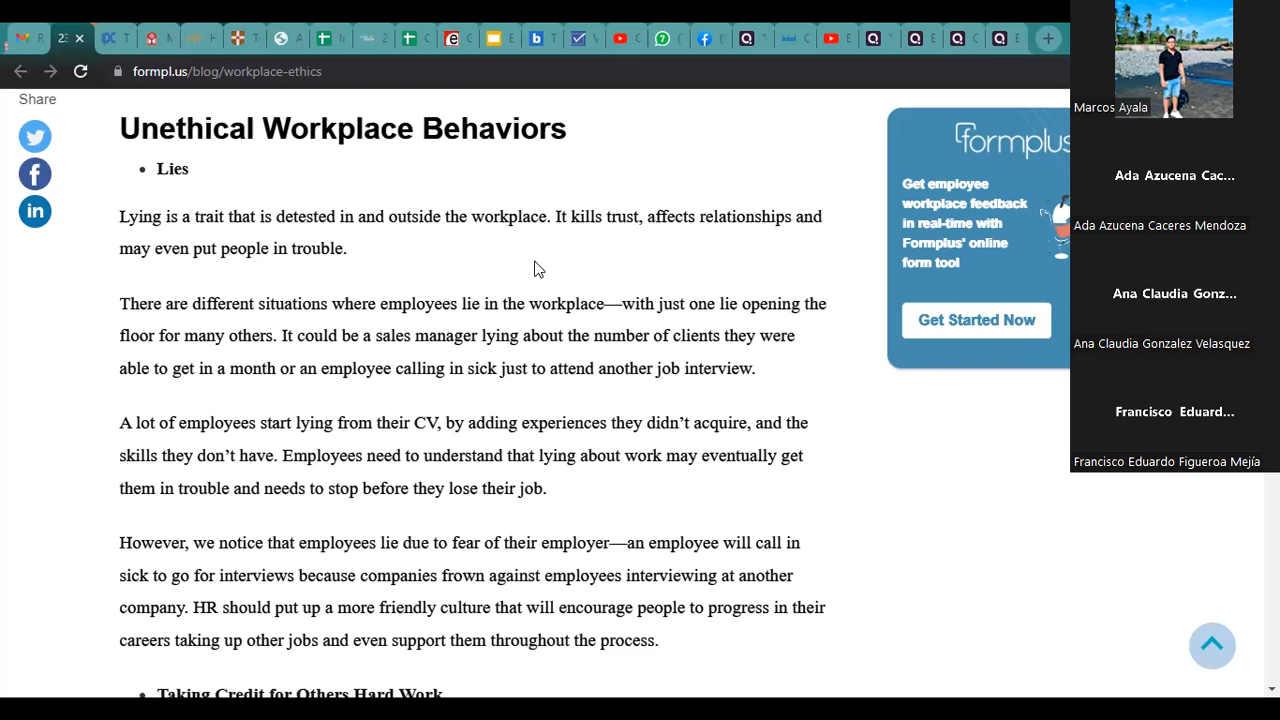 R
23
T
H
T
A
Ir
2
C
C
E
T
V
C
(
F
"
intel C
E
"
E
C
E
formpl.us/blog/workplace-ethics
Share
Unethical Workplace Behaviors
• Lies
Lying is a trait that is detested in and outside the workplace. It kills trust, affects relationships and
may even put people in trouble.
There are different situations where employees lie in the workplace—with just one lie opening the
floor for many others. It could be a sales manager lying about the number of clients they were
able to get in a month or an employee calling in sick just to attend another job interview.
A lot of employees start lying from their CV, by adding experiences they didn’t acquire, and the
skills they don’t have. Employees need to understand that lying about work may eventually get
them in trouble and needs to stop before they lose their job.
However, we notice that employees lie due to fear of their employer—an employee will call in
sick to go for interviews because companies frown against employees interviewing at another
company. HR should put up a more friendly culture that will encourage people to progress in their
careers taking up other jobs and even support them throughout the process.
• Taking Credit for Others Hard Work
formplus
Get employee
workplace feedback
in real-time with
Formplus' online
form tool
Get Started Now
Marcos Ayala
Ada Azucena Cac...
Ada Azucena Caceres Mendoza
Ana Claudia Gonz...
Ana Claudia Gonzalez Velasquez
Francisco Eduard...
Francisco Eduardo Figueroa Mejía